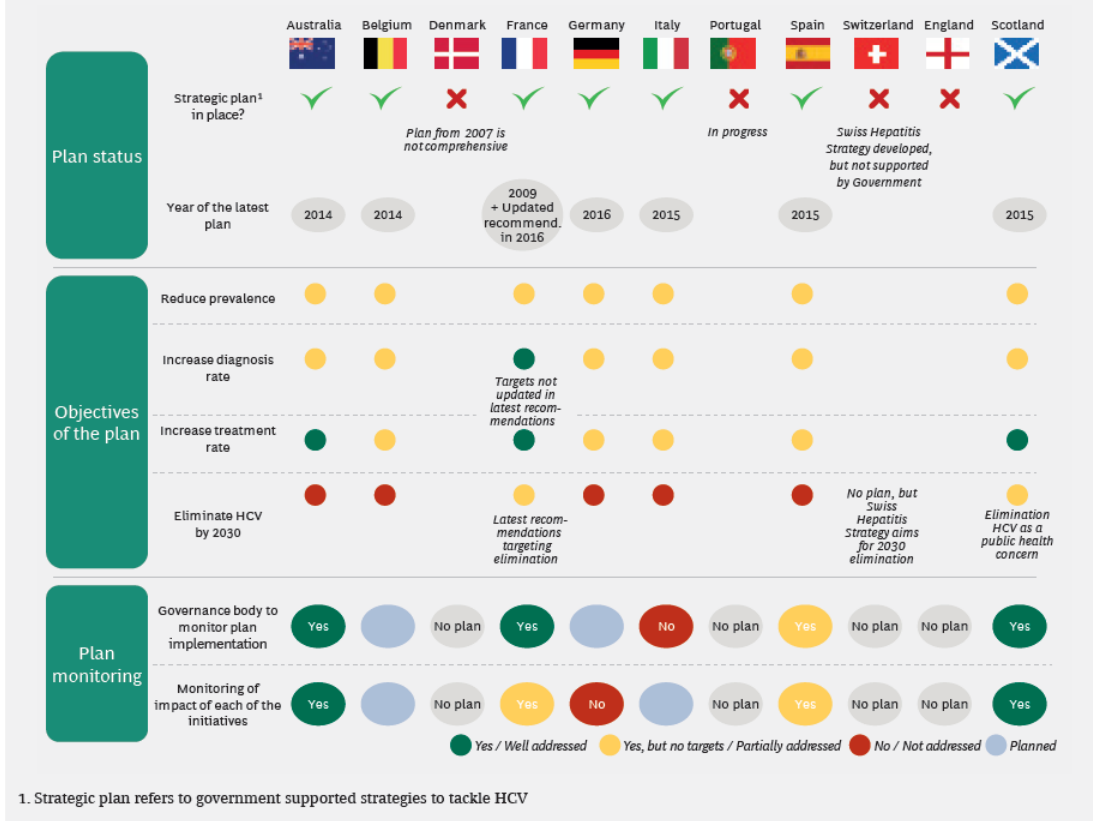 Australia Belgium Denmark France Germany Italy Portugal Spain Switzerland England Scotland
Strategic plan¹
in place?
Plan from 2007 is
not comprehensive
In progress
Swiss Hepatitis
Strategy developed,
but not supported
by Government
Plan status
Year of the latest
plan
2014
2014
2009
+ Updated
recommend.
in 2016
2016
2015
2015
2015
Reduce prevalence
Increase diagnosis
rate
Targets not
updated in
latest recom-
mendations
Objectives
of the plan
Increase treatment
rate
Eliminate HCV
by 2030
Latest recom-
mendations
targeting
elimination
No plan, but
Swiss
Hepatitis
Strategy aims
for 2030
elimination
Elimination
HCV as a
public health
concern
Plan
monitoring
Governance body to
monitor plan
implementation
Yes No plan Yes No No plan Yes No plan No plan Yes
Monitoring of
impact of each of the
initiatives
Yes No plan Yes No No plan Yes No plan No plan Yes
Yes / Well addressed Yes, but no targets / Partially addressed No / Not addressed Planned
1. Strategic plan refers to government supported strategies to tackle HCV